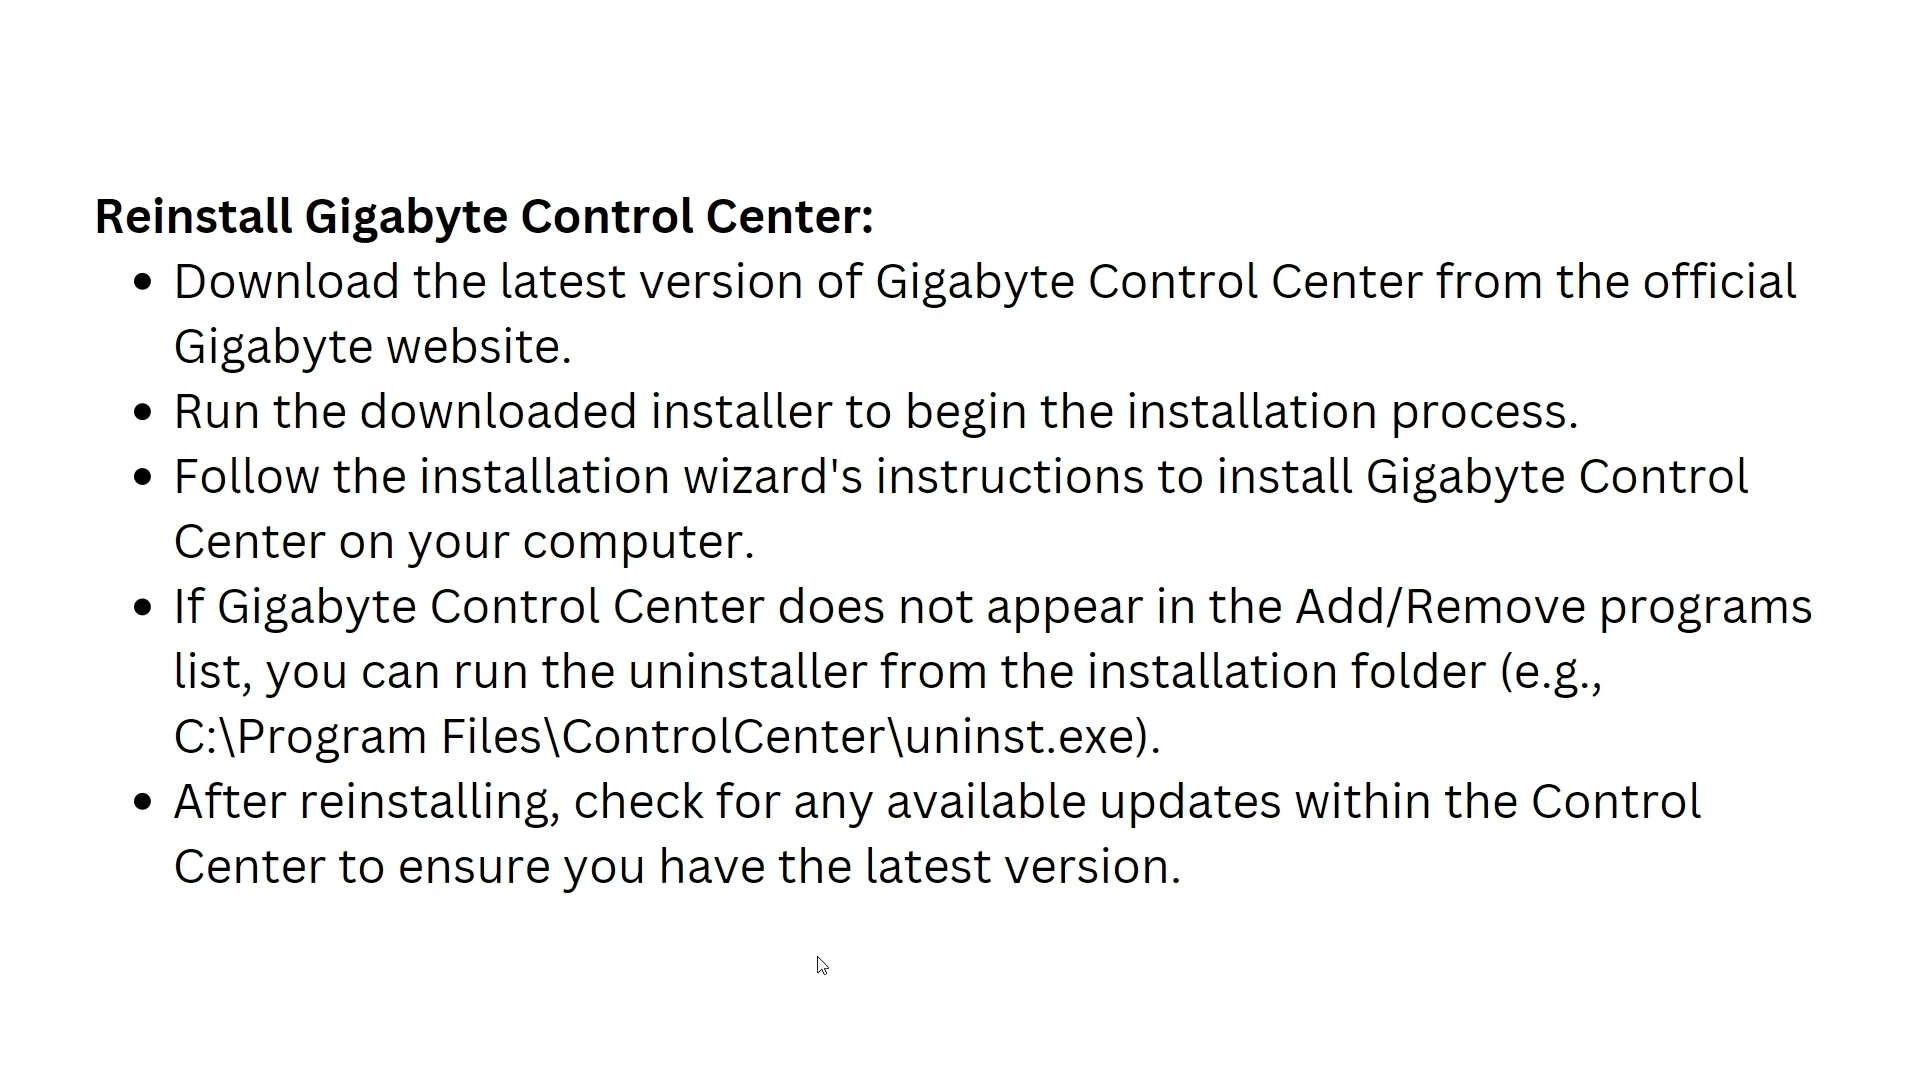 Reinstall Gigabyte Control Center:
• Download the latest version of Gigabyte Control Center from the official
Gigabyte website.
• Run the downloaded installer to begin the installation process.
• Follow the installation wizard's instructions to install Gigabyte Control
Center on your computer.
• If Gigabyte Control Center does not appear in the Add/Remove programs
list, you can run the uninstaller from the installation folder (e.g.,
C:\Program Files\ControlCenter\uninst.exe).
• After reinstalling, check for any available updates within the Control
Center to ensure you have the latest version.